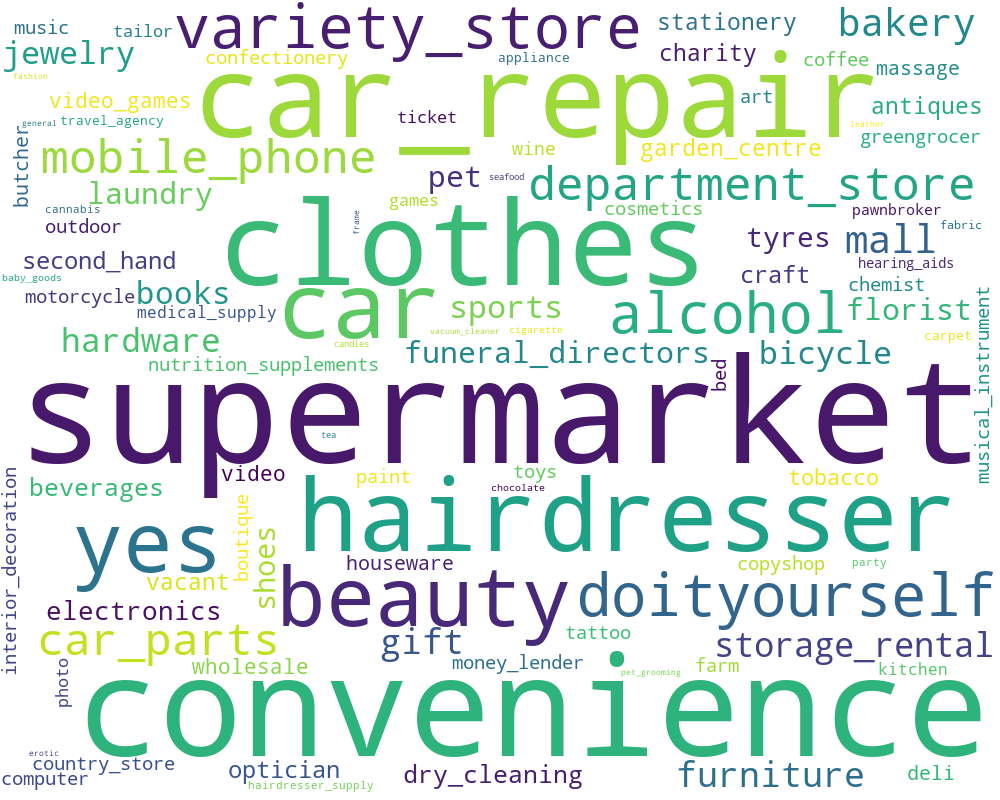 music
tailor
variety_store
stationery
bakery
jewelry
confectionery
appliance
charity
coffee
massage
fashion
car_repair
video_games
art
antiques
general
travel_agency
ticket
leather
greengrocer
butcher
mobile_phone
wine
garden_centre
laundry
pet
seafood
department_store
cannabis
games
cosmetics
pawnbroker
outdoor
frame
clothes
tyres
mall
fabric
second_hand
hearing_aids
baby_goods
craft
chemist
motorcycle
books
car
sports
alcohol
florist
medical_supply
hardware
candles
vacuum_cleaner
cigarette
carpet
nutrition_supplements
funeral_directors
bed
bicycle
musical_instrument
supermarket
tea
interior_decoration
beverages
video
paint
chocolate
toys
tobacco
hairdresser
yes
boutique
shoes
vacant
houseware
copyshop
party
electronics
beauty
doityourself
car_parts
gift
tattoo
storage_rental
photo
wholesale
money_lender
pet_grooming
farm
kitchen
convenience
erotic
country_store
computer
optician
hairdresser_supply
dry_cleaning
furniture
deli